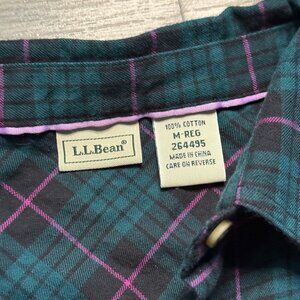 L.L.Bean®
100% COTTON
M-REG
264495
MADE IN CHINA
CARE ON REVERSE